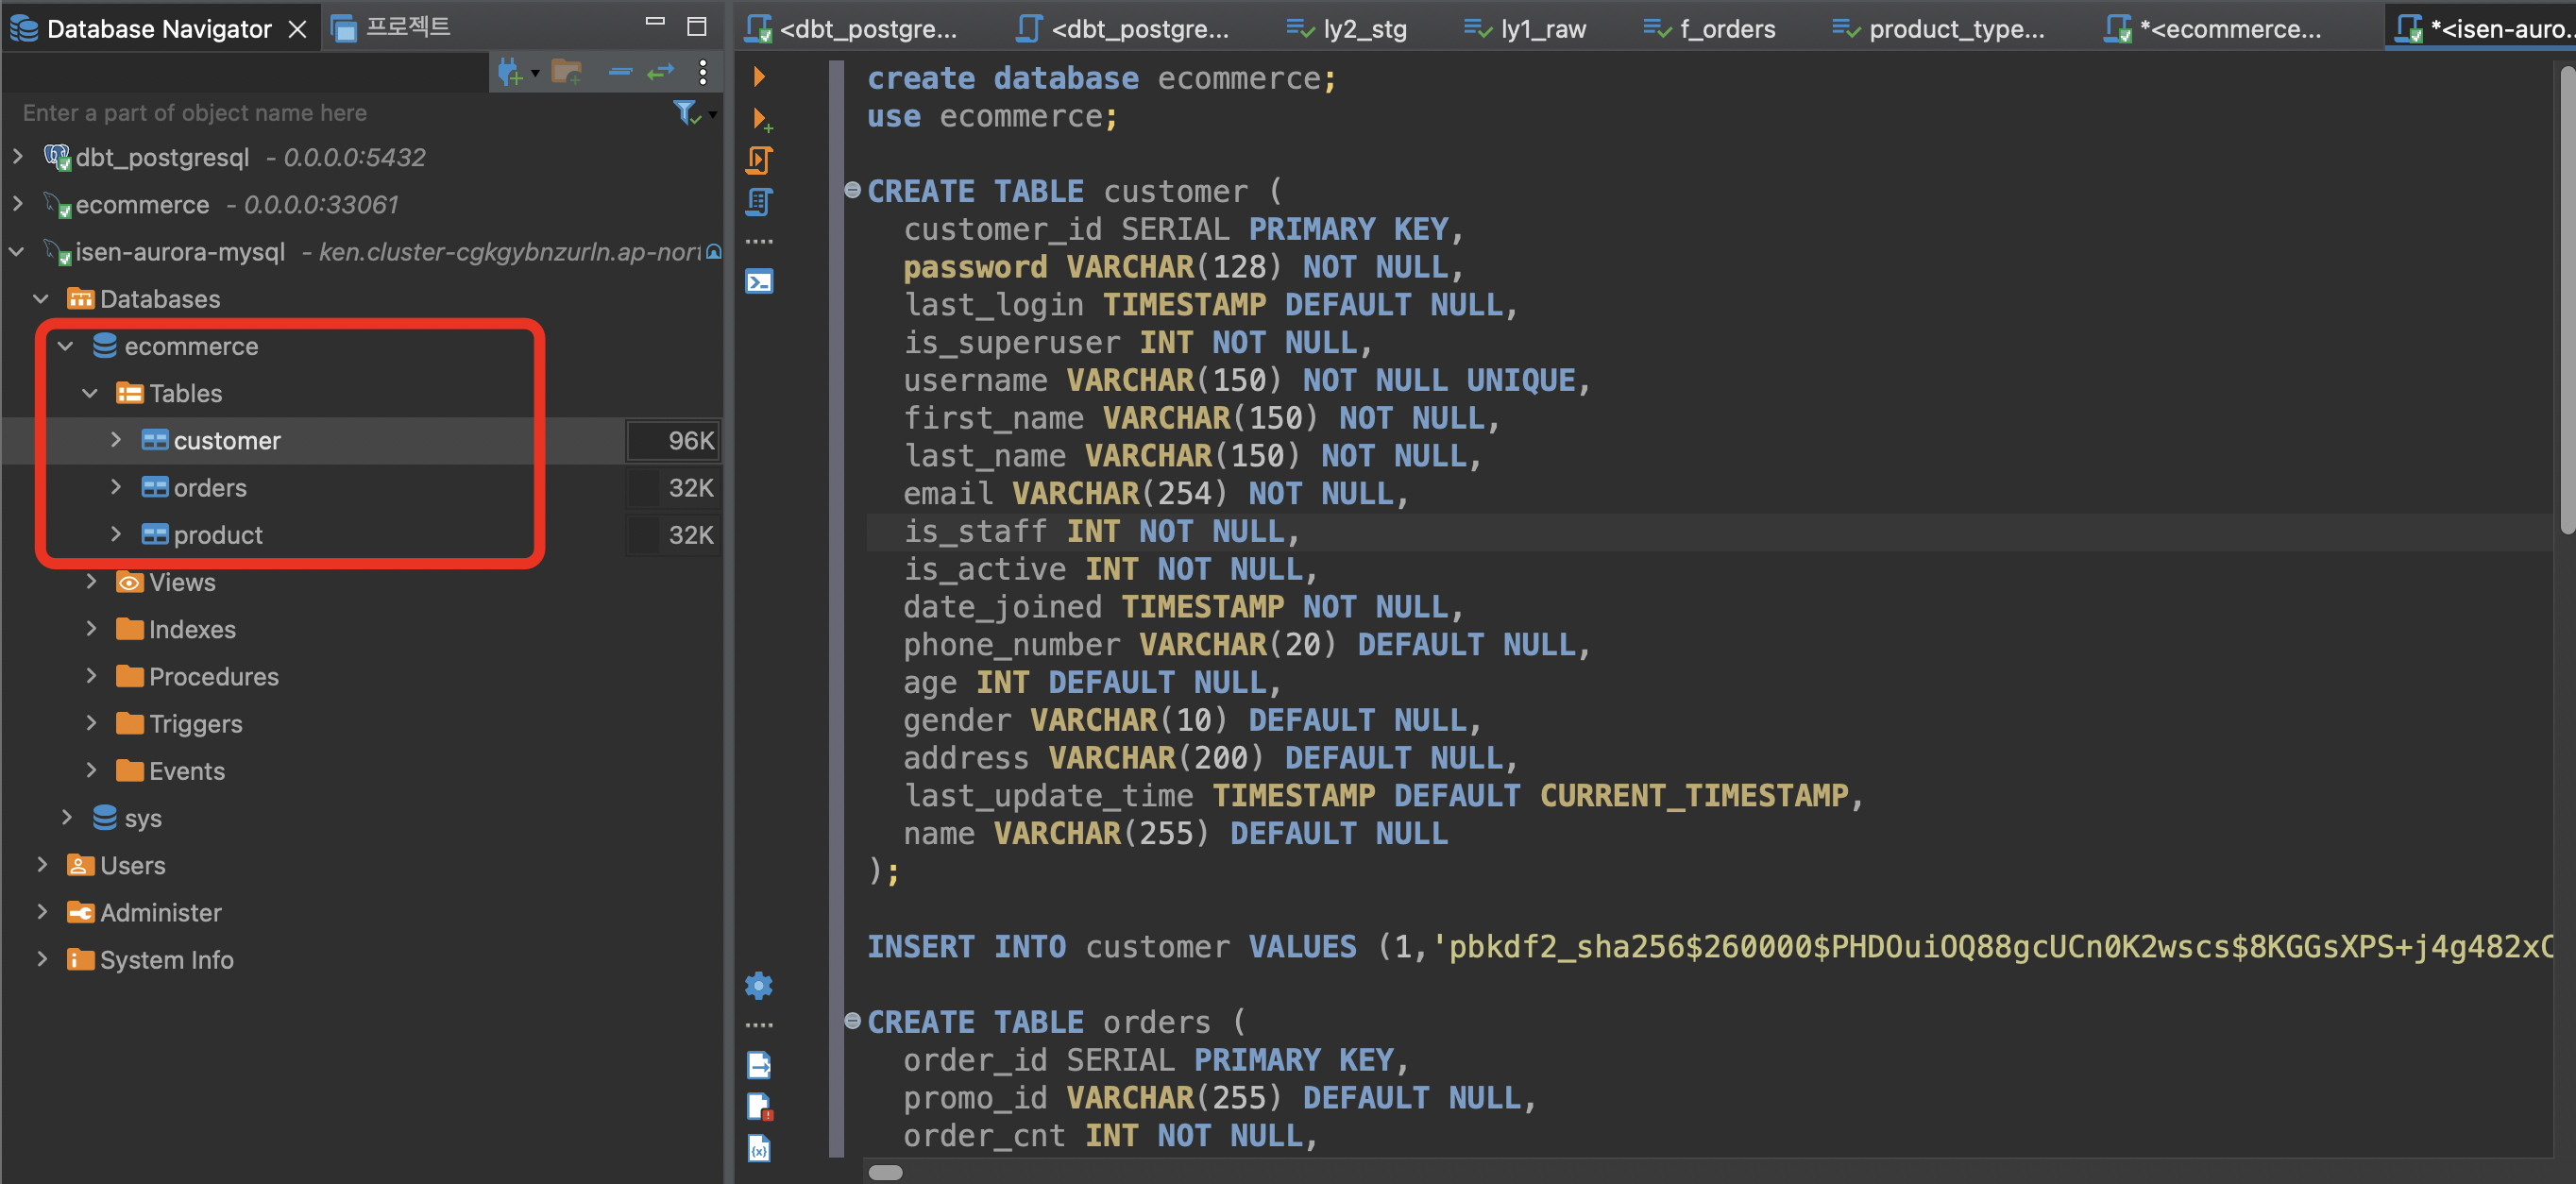 Database Navigator
프로젝트
Enter a part of object name here
dbt_postgresql - 0.0.0.0:5432
ecommerce - 0.0.0.0:33061
isen-aurora-mysql - ken.cluster-cgkgybnzurln.ap-nort
Databases
ecommerce
Tables
customer 96K
orders 32K
product 32K
Views
Indexes
Procedures
Triggers
Events
sys
Users
Administer
System Info
<dbt_postgre... <dbt_postgre... ly2_stg ly1_raw f_orders product_type... *<ecommerce... *<isen-auro..
create database ecommerce;
use ecommerce;
CREATE TABLE customer (
customer_id SERIAL PRIMARY KEY,
password VARCHAR(128) NOT NULL,
last_login TIMESTAMP DEFAULT NULL,
is_superuser INT NOT NULL,
username VARCHAR(150) NOT NULL UNIQUE,
first_name VARCHAR(150) NOT NULL,
last_name VARCHAR(150) NOT NULL,
email VARCHAR(254) NOT NULL,
is_staff INT NOT NULL,
is_active INT NOT NULL,
date_joined TIMESTAMP NOT NULL,
phone_number VARCHAR(20) DEFAULT NULL,
age INT DEFAULT NULL,
gender VARCHAR(10) DEFAULT NULL,
address VARCHAR(200) DEFAULT NULL,
last_update_time TIMESTAMP DEFAULT CURRENT_TIMESTAMP,
name VARCHAR(255) DEFAULT NULL
);
INSERT INTO customer VALUES (1,'pbkdf2_sha256$260000$PHDOuiOQ88gcUCn0K2wscs$8KGGsXPS+j4g482xC
CREATE TABLE orders (
order_id SERIAL PRIMARY KEY,
promo_id VARCHAR(255) DEFAULT NULL,
order_cnt INT NOT NULL,